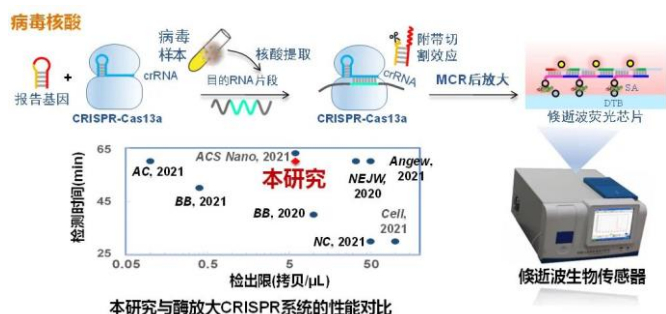 病毒核酸
报告基因
+
crRNA
CRISPR-Cas13a
病毒
样本
核酸提取
目的RNA片段
crRNA
CRISPR-Cas13a
附带切
割效应
MCR后放大
SA
DTB
倏逝波荧光芯片
检测时间(min)
65
45
25
AC, 2021
BB, 2021
ACS Nano, 2021
本研究
BB, 2020
NEJW,
2020
Angew,
2021
NC, 2021
Cell,
2021
0.05
0.5
5
50
检出限(拷贝/μL)
本研究与酶放大CRISPR系统的性能对比
倏逝波生物传感器